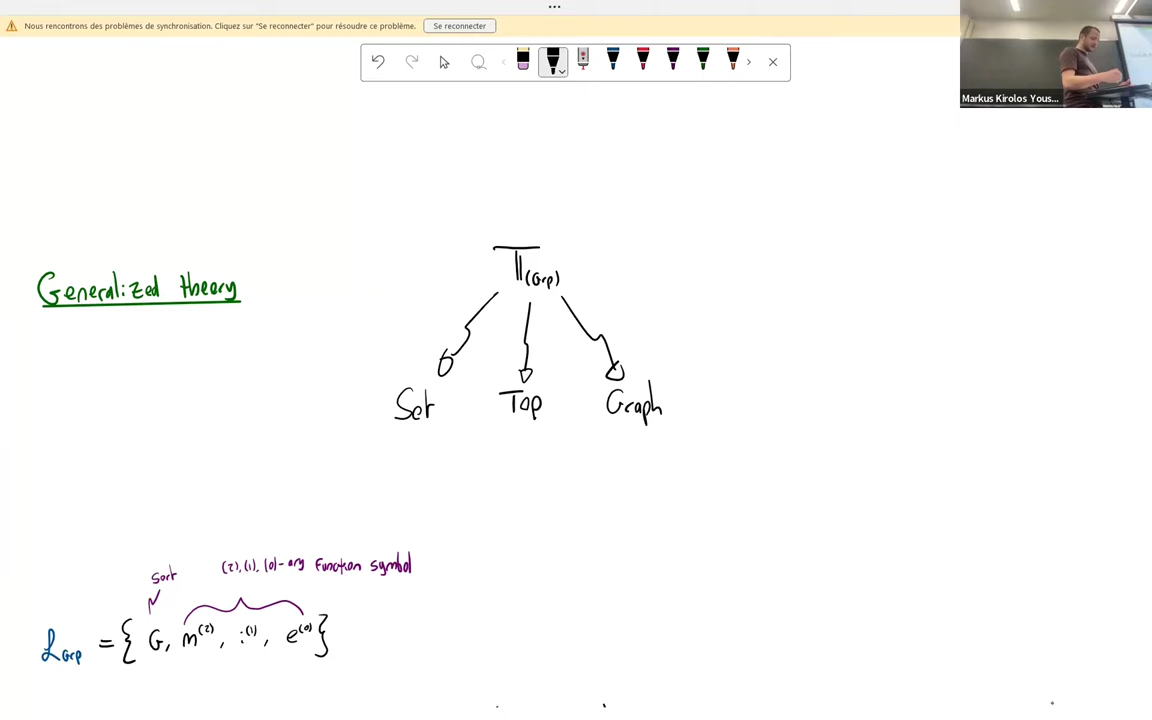 Nous rencontrons des problèmes de synchronisation. Cliquez sur "Se reconnecter" pour résoudre ce problème. Se reconnecter
Markus Kirolos Yous...
𝕋(Grp)
Generalized theory
Set Top Graph
(2), (1), (0)-ary Function symbol
Sort
ℒGrp = { G, m⁽²⁾, i⁽¹⁾, e⁽⁰⁾ }